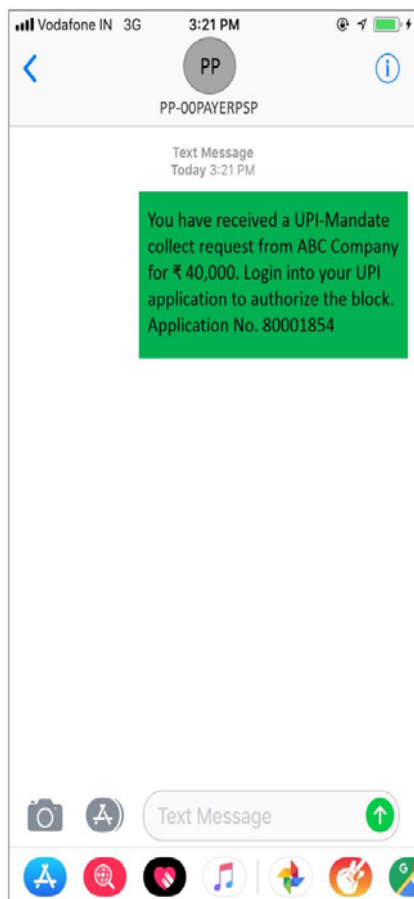 Vodafone IN 3G 3:21 PM
PP
PP-00PAYERPSP
Text Message
Today 3:21 PM
You have received a UPI-Mandate
collect request from ABC Company
for ₹ 40,000. Login into your UPI
application to authorize the block.
Application No. 80001854
Text Message
G